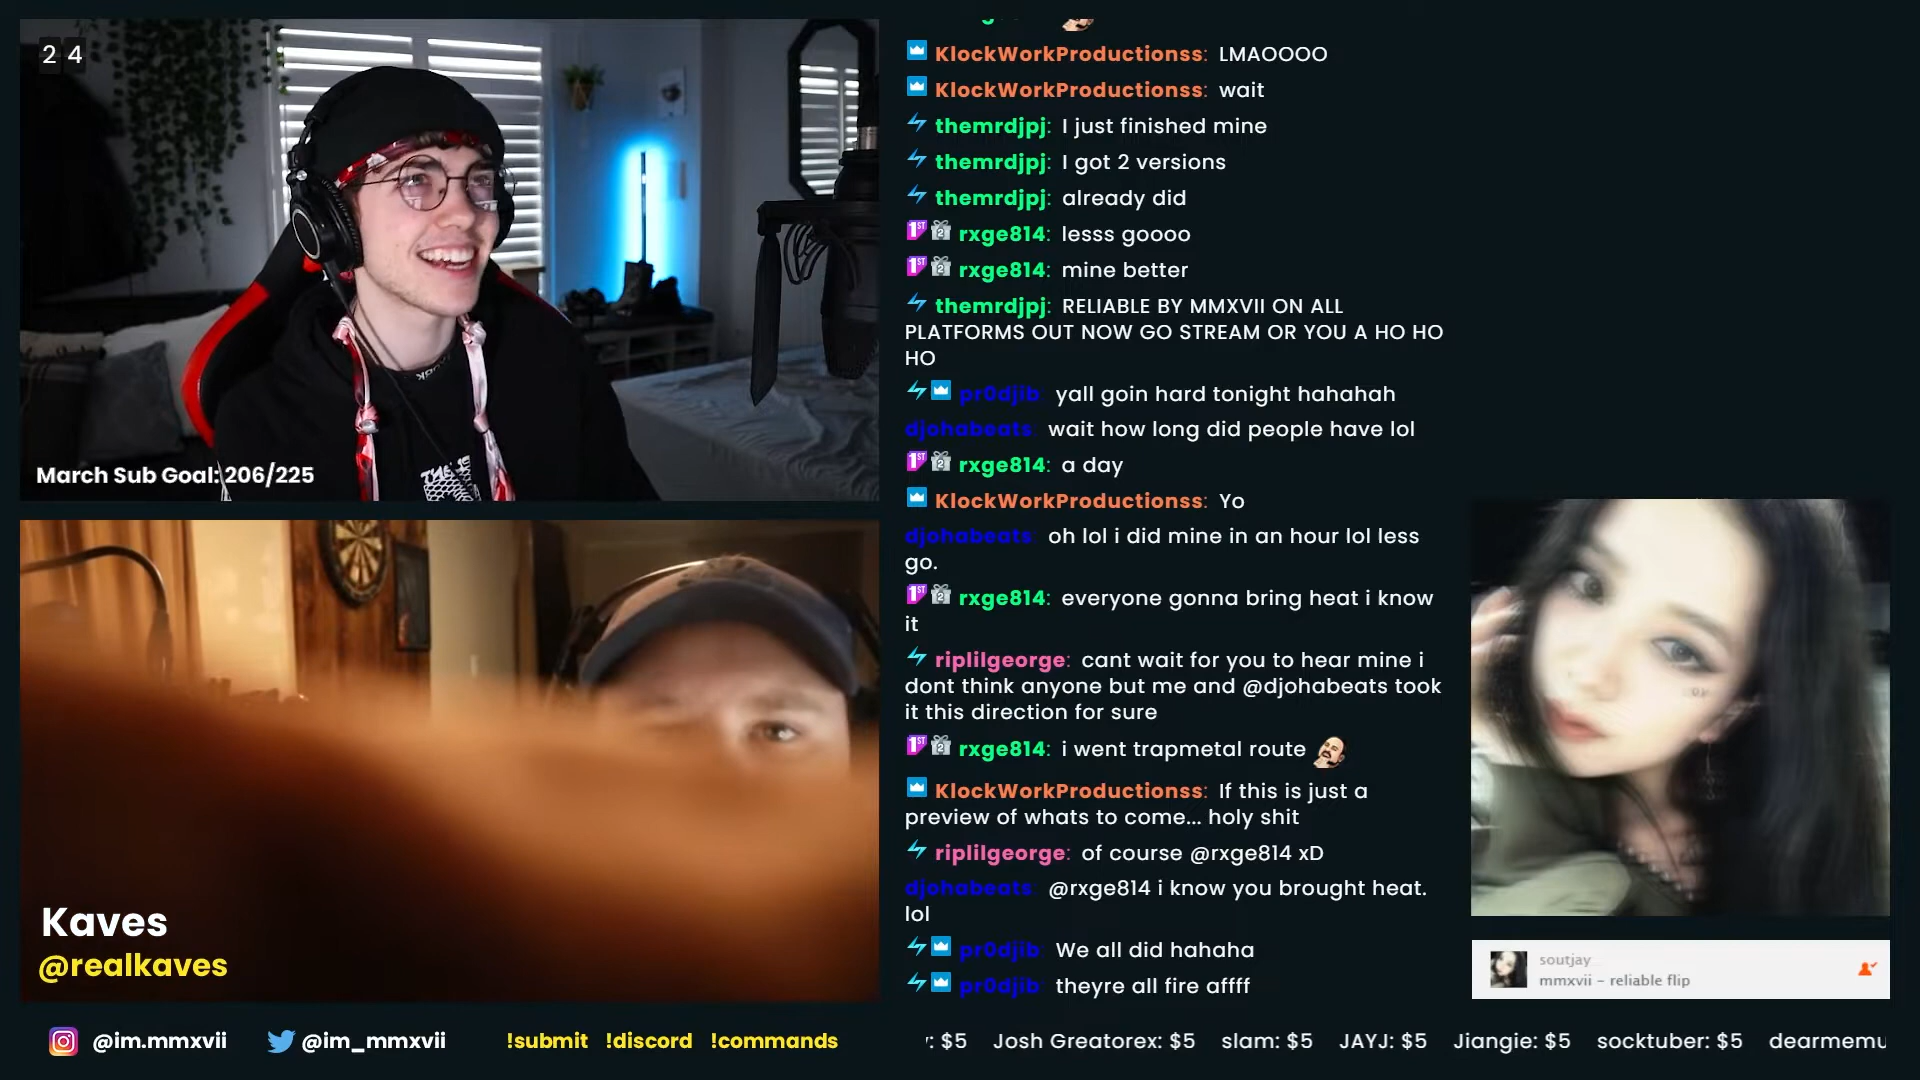 24
March Sub Goal: 206/225
Kaves
@realkaves
KlockWorkProductionss: LMAOOOO
KlockWorkProductionss: wait
themrdjpj: I just finished mine
themrdjpj: I got 2 versions
themrdjpj: already did
rxge814: lesss goooo
rxge814: mine better
themrdjpj: RELIABLE BY MMXVII ON ALL
PLATFORMS OUT NOW GO STREAM OR YOU A HO HO
HO
pr0djib: yall goin hard tonight hahahah
djohabeats: wait how long did people have lol
rxge814: a day
KlockWorkProductionss: Yo
djohabeats: oh lol i did mine in an hour lol less
go.
rxge814: everyone gonna bring heat i know
it
riplilgeorge: cant wait for you to hear mine i
dont think anyone but me and @djohabeats took
it this direction for sure
rxge814: i went trapmetal route
KlockWorkProductionss: If this is just a
preview of whats to come... holy shit
riplilgeorge: of course @rxge814 xD
djohabeats: @rxge814 i know you brought heat.
lol
pr0djib: We all did hahaha
pr0djib: theyre all fire affff
soutjay
mmxvii - reliable flip
@im.mmxvii @im_mmxvii !submit !discord !commands
: $5 Josh Greatorex: $5 slam: $5 JAYJ: $5 Jiangie: $5 socktuber: $5 dearmemu